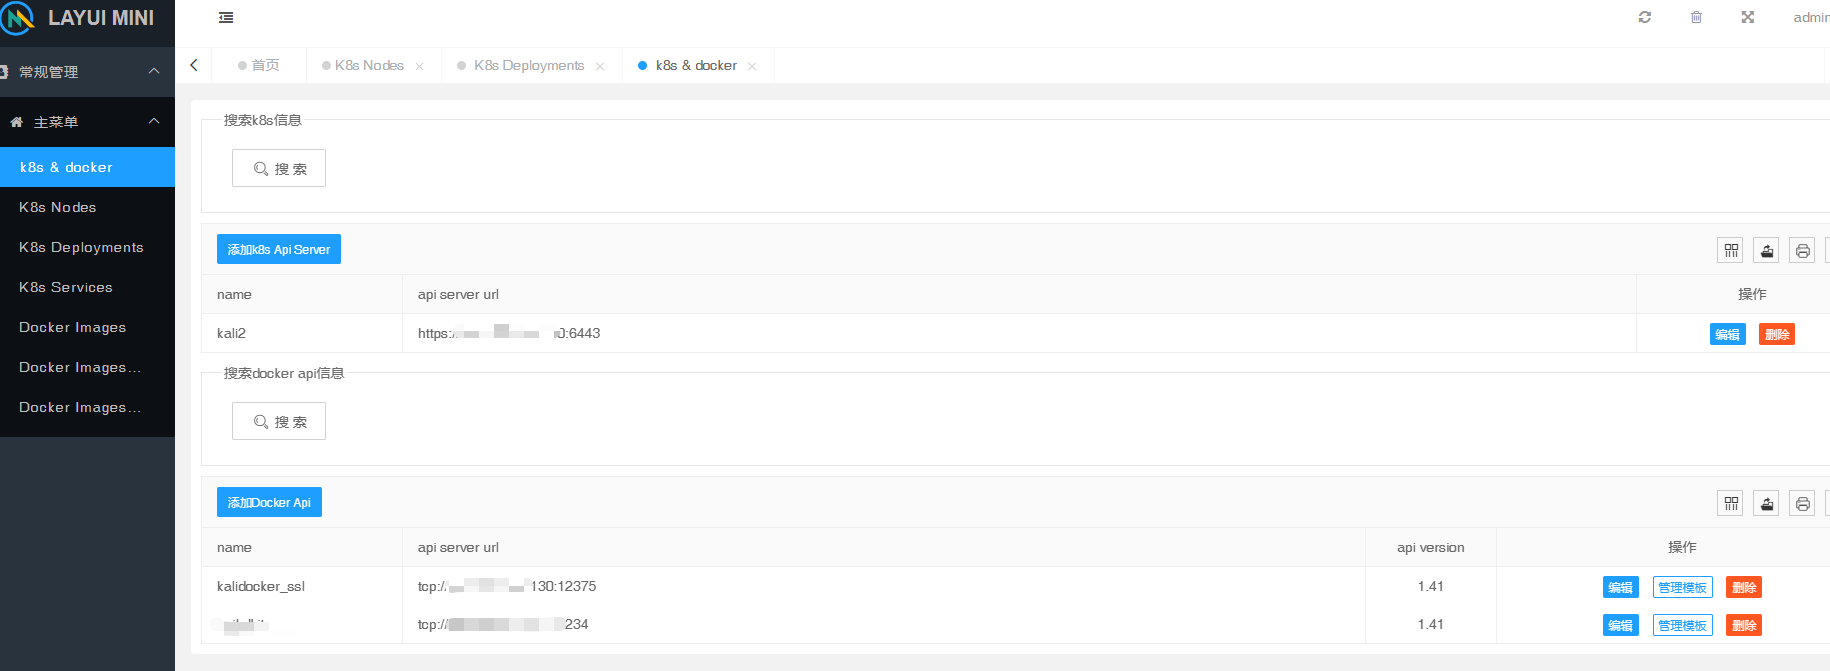 LAYUI MINI
admin
常规管理
首页
K8s Nodes
K8s Deployments
k8s & docker
主菜单
k8s & docker
K8s Nodes
K8s Deployments
K8s Services
Docker Images
Docker Images...
Docker Images...
搜索k8s信息
搜 索
添加k8s Api Server
name api server url 操作
kali2 https:/ 0:6443 编辑 删除
搜索docker api信息
搜 索
添加Docker Api
name api server url api version 操作
kalidocker_ssl tcp:// 130:12375 1.41 编辑 管理模板 删除
tcp:// 234 1.41 编辑 管理模板 删除